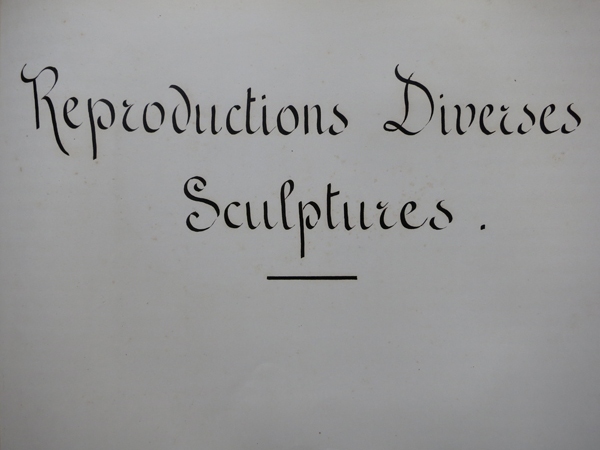 Reproductions Diverses
Sculptures.